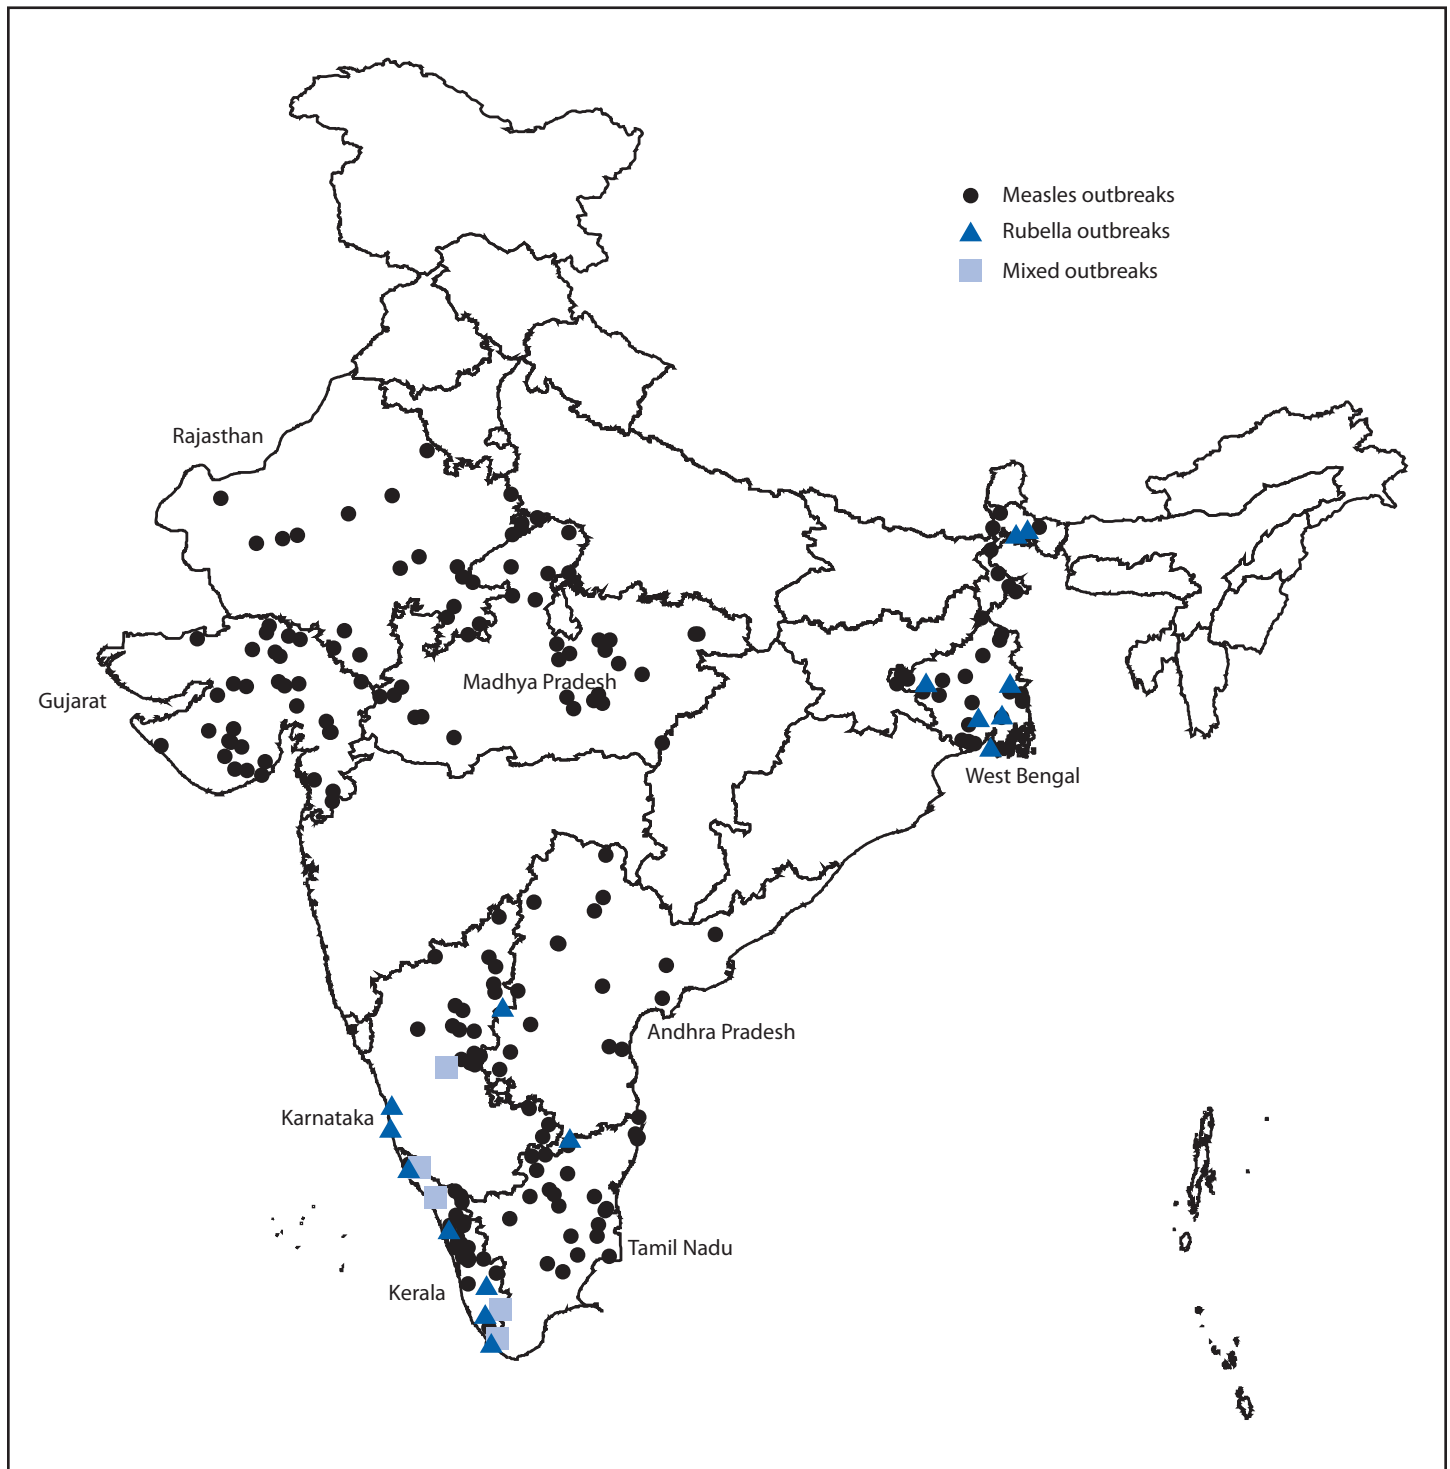 Measles outbreaks
Rubella outbreaks
Mixed outbreaks
Rajasthan
Madhya Pradesh
Gujarat
West Bengal
Andhra Pradesh
Karnataka
Tamil Nadu
Kerala